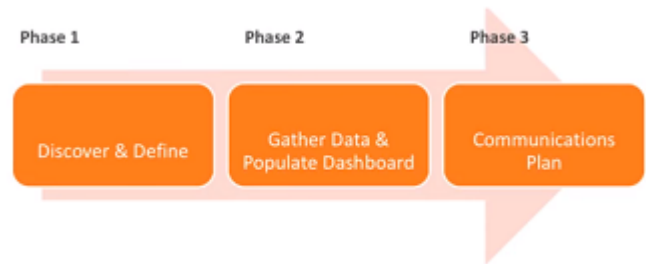 Phase 1
Phase 2
Phase 3
Discover & Define
Gather Data &
Populate Dashboard
Communications
Plan